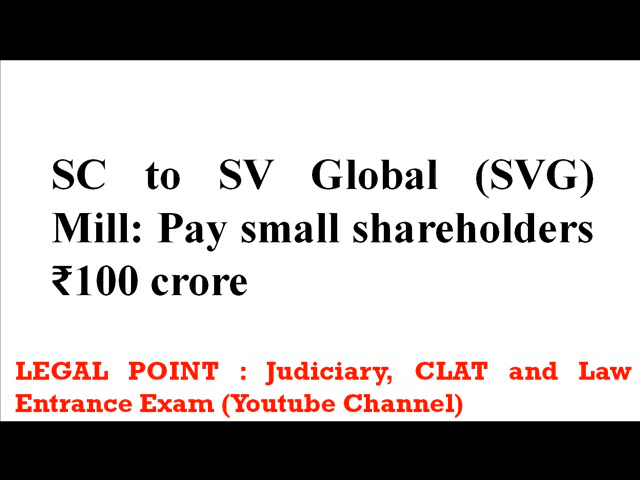 SC to SV Global (SVG)
Mill: Pay small shareholders
₹100 crore
LEGAL POINT : Judiciary, CLAT and Law
Entrance Exam (Youtube Channel)